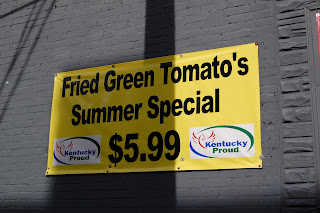 Fried Green Tomato's
Summer Special
$5.99
Kentucky
Proud
Kentucky
Proud